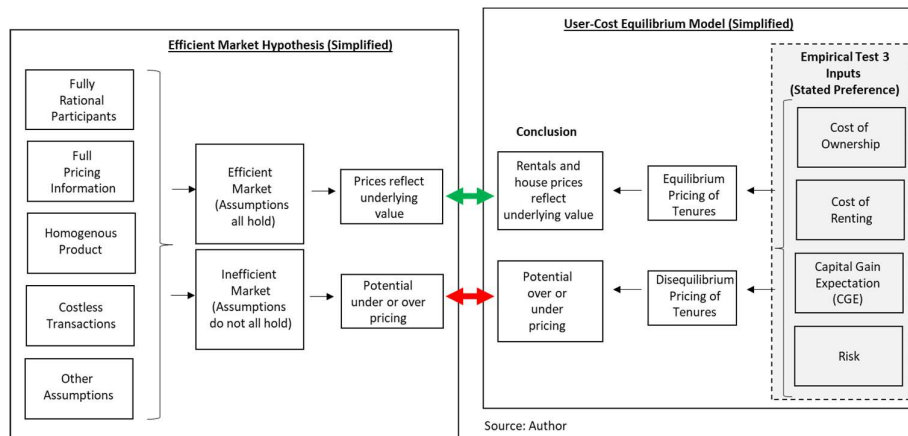 User-Cost Equilibrium Model (Simplified)
Efficient Market Hypothesis (Simplified)
Fully
Rational
Participants
Full
Pricing
Information
Homogenous
Product
Costless
Transactions
Other
Assumptions
Efficient
Market
(Assumptions
all hold)
Inefficient
Market
(Assumptions
do not all hold)
Prices reflect
underlying
value
Potential
under or over
pricing
Conclusion
Rentals and
house prices
reflect
underlying value
Potential
over or
under
pricing
Equilibrium
Pricing of
Tenures
Disequilibrium
Pricing of
Tenures
Empirical Test 3
Inputs
(Stated Preference)
Cost of
Ownership
Cost of
Renting
Capital Gain
Expectation
(CGE)
Risk
Source: Author